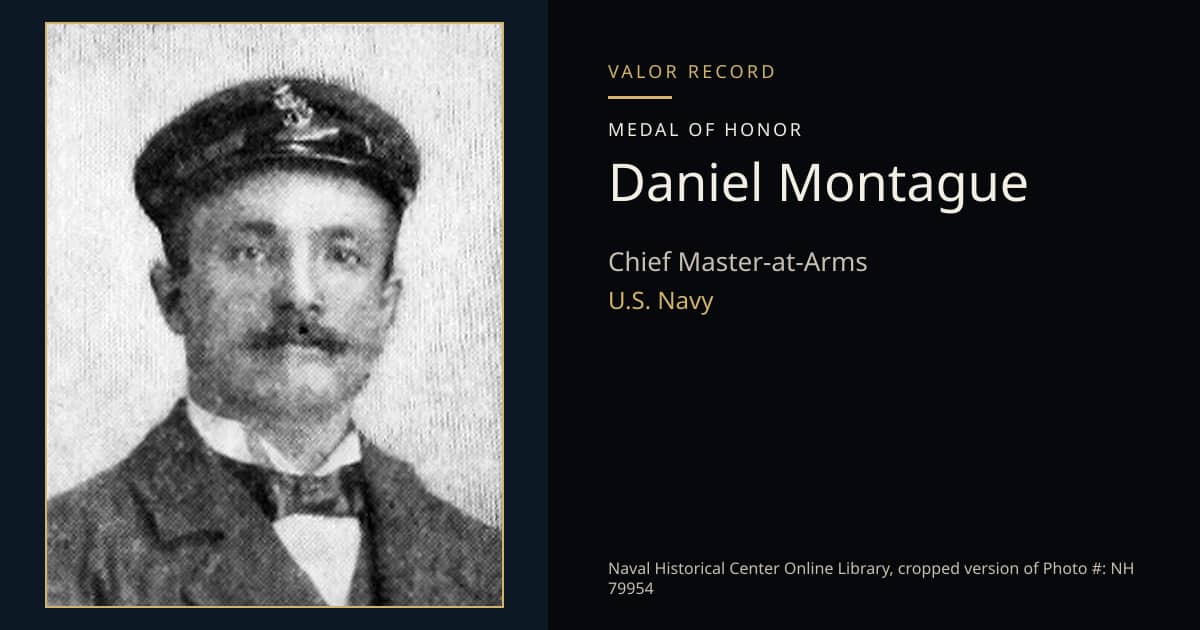 VALOR RECORD
MEDAL OF HONOR
Daniel Montague
Chief Master-at-Arms
U.S. Navy
Naval Historical Center Online Library, cropped version of Photo #: NH
79954